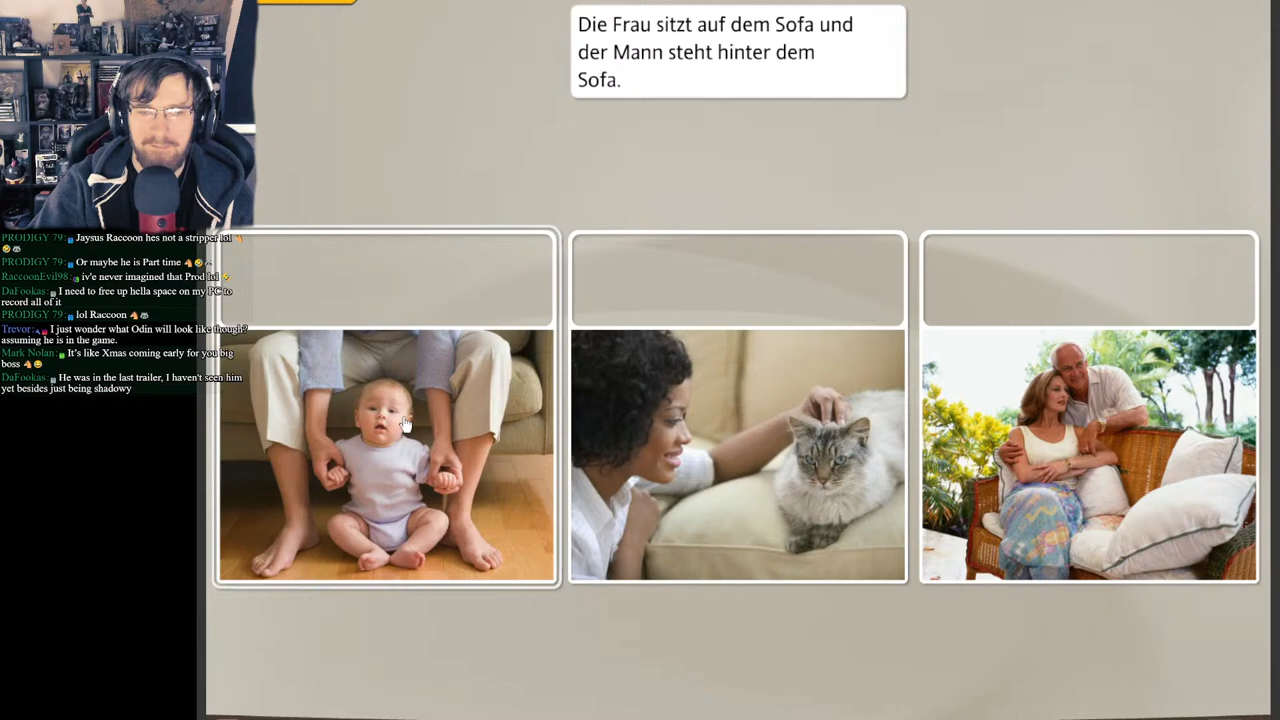 Die Frau sitzt auf dem Sofa und
der Mann steht hinter dem
Sofa.
PRODIGY 79: Jaysus Raccoon hes not a stripper lol 🐴
🤣🦝
PRODIGY 79: Or maybe he is Part time 🐴🤣
RaccoonEvil98: iv'e never imagined that Prod lol 🤣
DaFookas: I need to free up hella space on my PC to
record all of it
PRODIGY 79: lol Raccoon 🐴🦝
Trevor: I just wonder what Odin will look like though?
assuming he is in the game.
Mark Nolan: It's like Xmas coming early for you big
boss 🐴😂
DaFookas: He was in the last trailer, I haven't seen him
yet besides just being shadowy